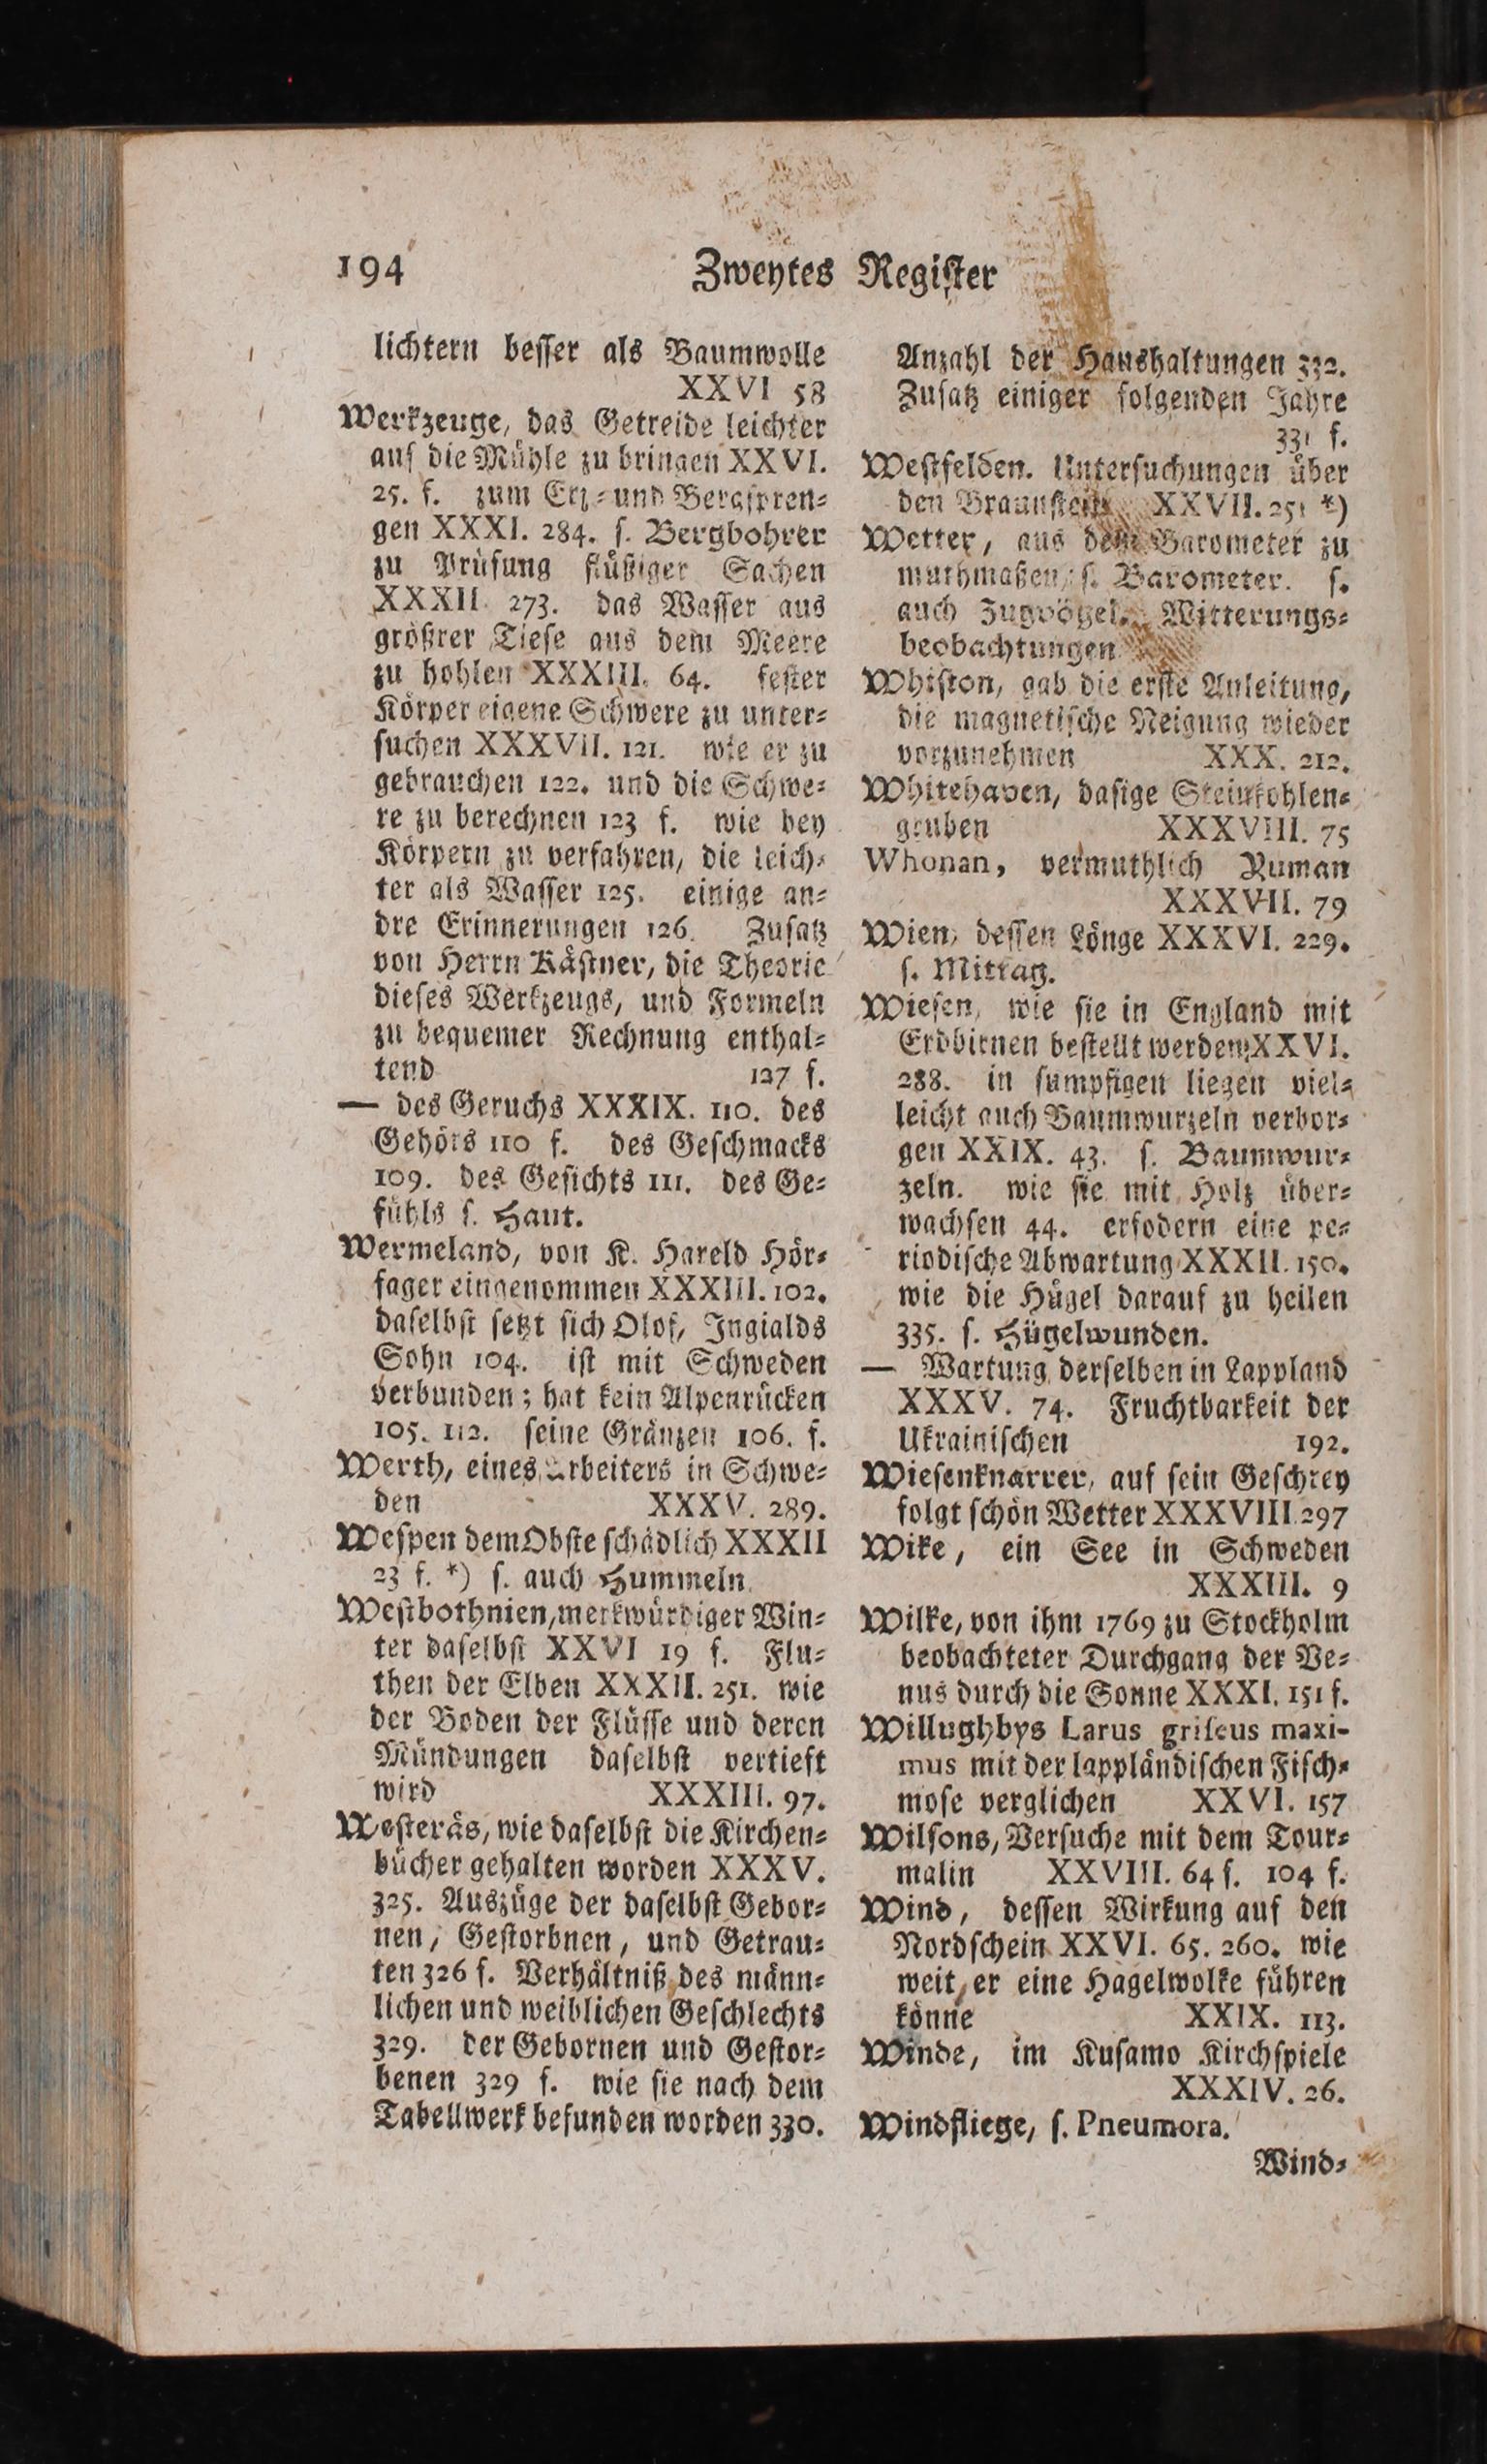 194 Zweytes Register
lichtern besser als Baumwolle
XXVI 58
Werkzeuge, das Getreide leichter
auf die Mühle zu bringen XXVI.
25. f. zum Erz- und Bergspren-
gen XXXI. 284. s. Bergbohrer
zu Prüfung flüßiger Sachen
XXXII. 273. das Wasser aus
größrer Tiefe aus dem Meere
zu hohlen XXXIII. 64. fester
Körper eigene Schwere zu unter-
suchen XXXVII. 121. wie er zu
gebrauchen 122. und die Schwe-
re zu berechnen 123 f. wie bey
Körpern zu verfahren, die leich-
ter als Wasser 125. einige an-
dre Erinnerungen 126. Zusatz
von Herrn Kästner, die Theorie
dieses Werkzeugs, und Formeln
zu bequemer Rechnung enthal-
tend 127 f.
— des Geruchs XXXIX. 110. des
Gehörs 110 f. des Geschmacks
109. des Gesichts 111. des Ge-
fühls s. Haut.
Wermeland, von K. Hareld Hör-
fager eingenommen XXXIII. 102.
daselbst setzt sich Olof, Ingialds
Sohn 104. ist mit Schweden
verbunden; hat kein Alpenrücken
105. 112. seine Gränzen 106. f.
Werth, eines Arbeiters in Schwe-
den XXXV. 289.
Wespen dem Obste schädlich XXXII
23 f. *) s. auch Hummeln.
Westbothnien, merkwürdiger Win-
ter daselbst XXVI 19 f. Flu-
then der Elben XXXII. 251. wie
der Boden der Flüsse und deren
Mündungen daselbst vertieft
wird XXXIII. 97.
Westeräs, wie daselbst die Kirchen-
bücher gehalten worden XXXV.
325. Auszüge der daselbst Gebor-
nen, Gestorbnen, und Getrau-
ten 326 f. Verhältniß des männ-
lichen und weiblichen Geschlechts
329. der Gebornen und Gestor-
benen 329 f. wie sie nach dem
Tabellwerk befunden worden 330.
Anzahl der Haushaltungen 332.
Zusatz einiger folgenden Jahre
331 f.
Westfelden. Untersuchungen über
den Braunstein XXVII. 251 *)
Wetter, aus dem Barometer zu
muthmaßen, s. Barometer. s.
auch Zugvögel. Witterungs-
beobachtungen
Whiston, gab die erste Anleitung,
die magnetische Neigung wieder
vorzunehmen XXX. 212.
Whitehaven, dasige Steinkohlen-
gruben XXXVIII. 75
Whonan, vermuthlich Yuman
XXXVII. 79
Wien, dessen Länge XXXVI. 229.
s. Mittag.
Wiesen, wie sie in England mit
Erdbirnen bestellt werden XXVI.
288. in sumpfigen liegen viel-
leicht auch Baumwurzeln verbor-
gen XXIX. 43. s. Baumwur-
zeln. wie sie mit Holz über-
wachsen 44. erfodern eine pe-
riodische Abwartung XXXII. 150.
wie die Hügel darauf zu heilen
335. s. Hügelwunden.
— Wartung derselben in Lappland
XXXV. 74. Fruchtbarkeit der
Ukrainischen 192.
Wiesenknarrer, auf sein Geschrey
folgt schön Wetter XXXVIII. 297
Wike, ein See in Schweden
XXXIII. 9
Wilke, von ihm 1769 zu Stockholm
beobachteter Durchgang der Ve-
nus durch die Sonne XXXI. 151 f.
Willughbys Larus griseus maxi-
mus mit der lappländischen Fisch-
mose verglichen XXVI. 157
Wilsons, Versuche mit dem Tour-
malin XXVIII. 64 f. 104 f.
Wind, dessen Wirkung auf den
Nordschein XXVI. 65. 260. wie
weit er eine Hagelwolke führen
könne XXIX. 113.
Winde, im Kusamo Kirchspiele
XXXIV. 26.
Windfliege, s. Pneumora.
Wind-